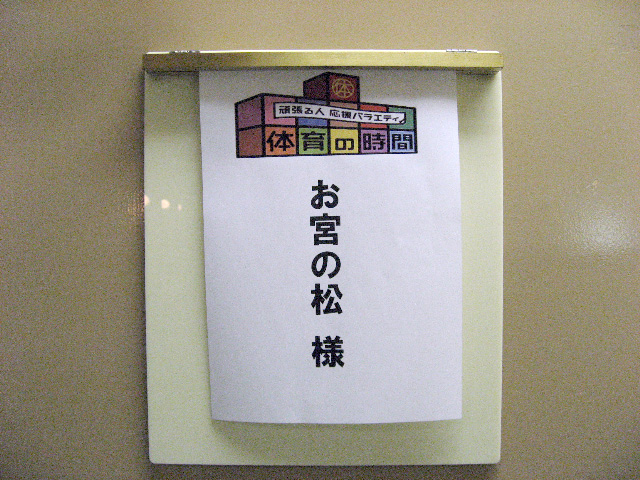 体
頑張る人 応援バラエティ
体育の時間
お宮の松 様